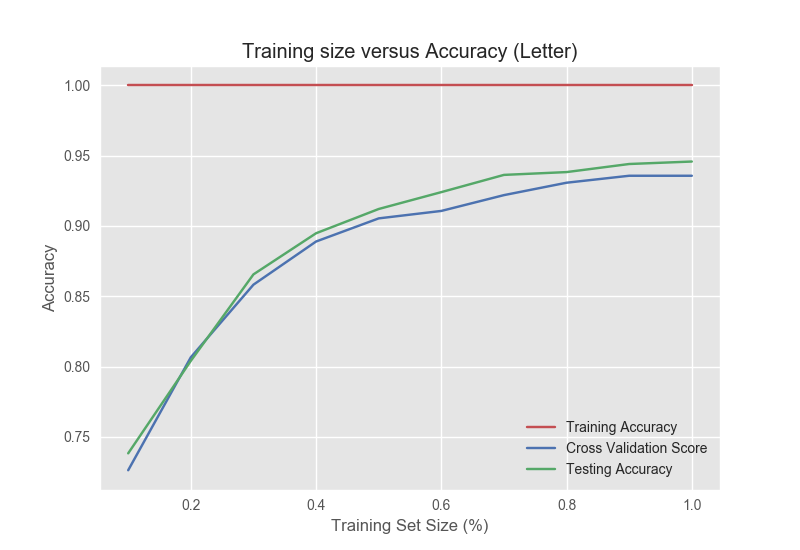 Training size versus Accuracy (Letter)
1.00
0.95
0.90
0.85
0.80
0.75
Accuracy
Training Accuracy
Cross Validation Score
Testing Accuracy
0.2 0.4 0.6 0.8 1.0
Training Set Size (%)